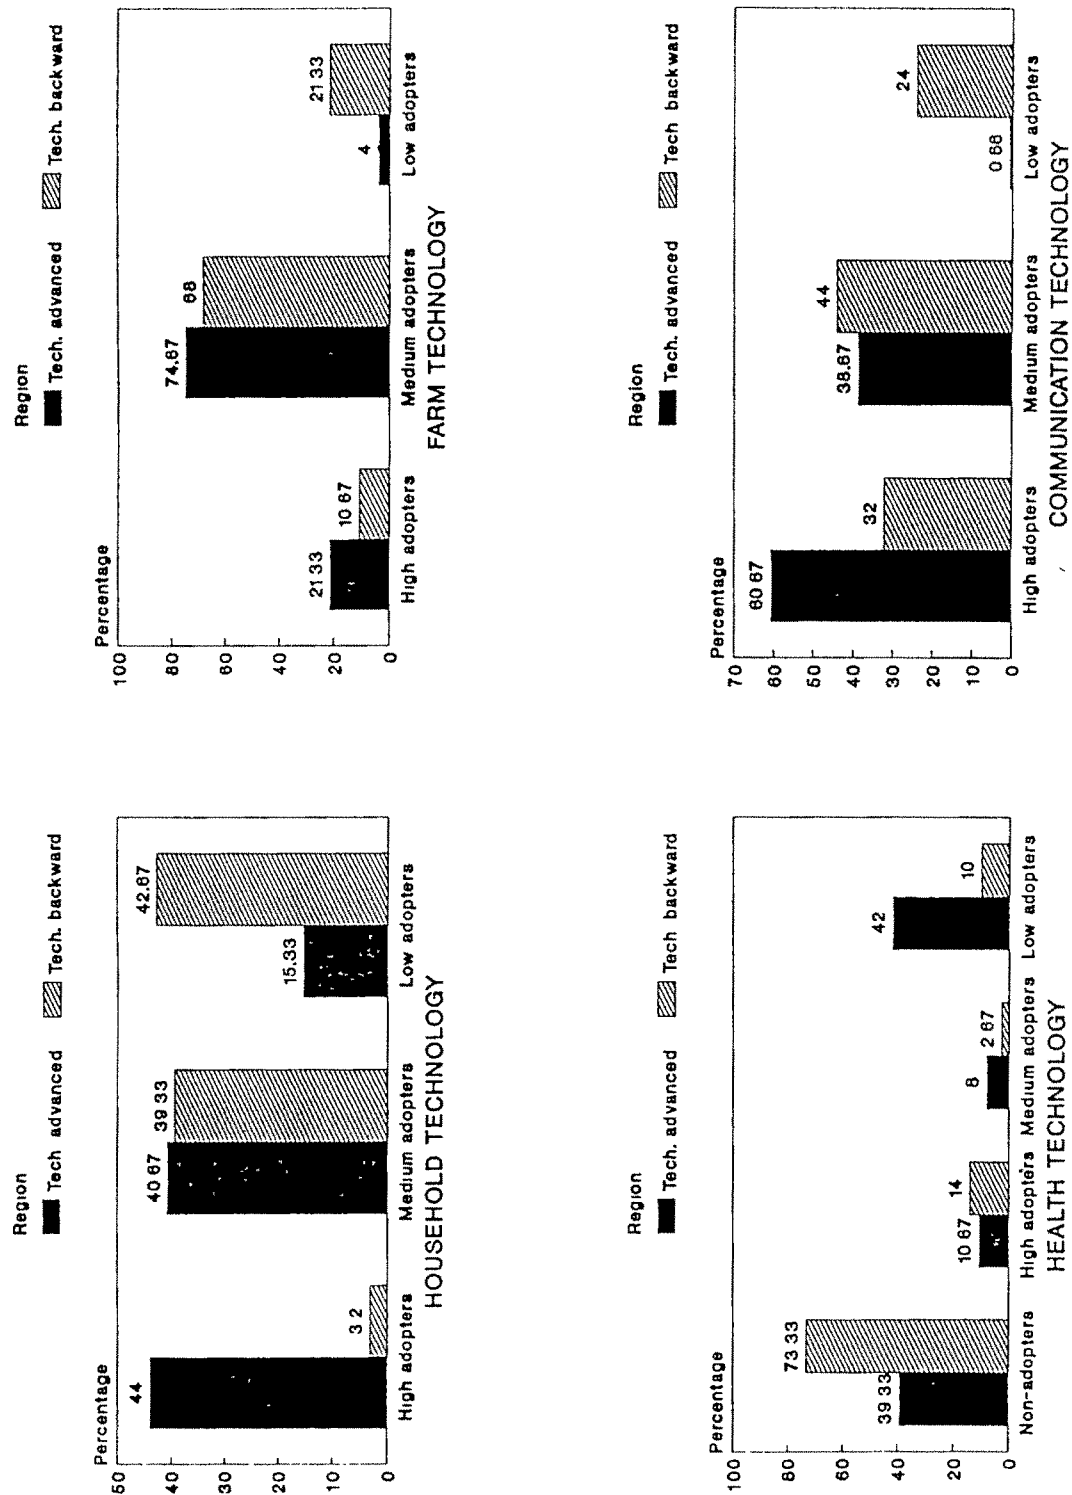 Region
Tech advanced Tech. backward
Percentage
50
40
30
20
10
0
44
3 2
40 67
39 33
15.33
42.67
High adopters Medium adopters Low adopters
HOUSEHOLD TECHNOLOGY
Region
Tech. advanced Tech. backward
Percentage
100
80
60
40
20
0
21 33
10 67
74.67
68
4
21 33
High adopters Medium adopters Low adopters
FARM TECHNOLOGY
Region
Tech. advanced Tech backward
Percentage
100
80
60
40
20
0
39 33
73 33
10 67
14
8
2 67
42
10
Non-adopters High adopters Medium adopters Low adopters
HEALTH TECHNOLOGY
Region
Tech. advanced Tech backward
Percentage
70
60
50
40
30
20
10
0
60 67
32
38.67
44
0 68
24
High adopters Medium adopters Low adopters
COMMUNICATION TECHNOLOGY